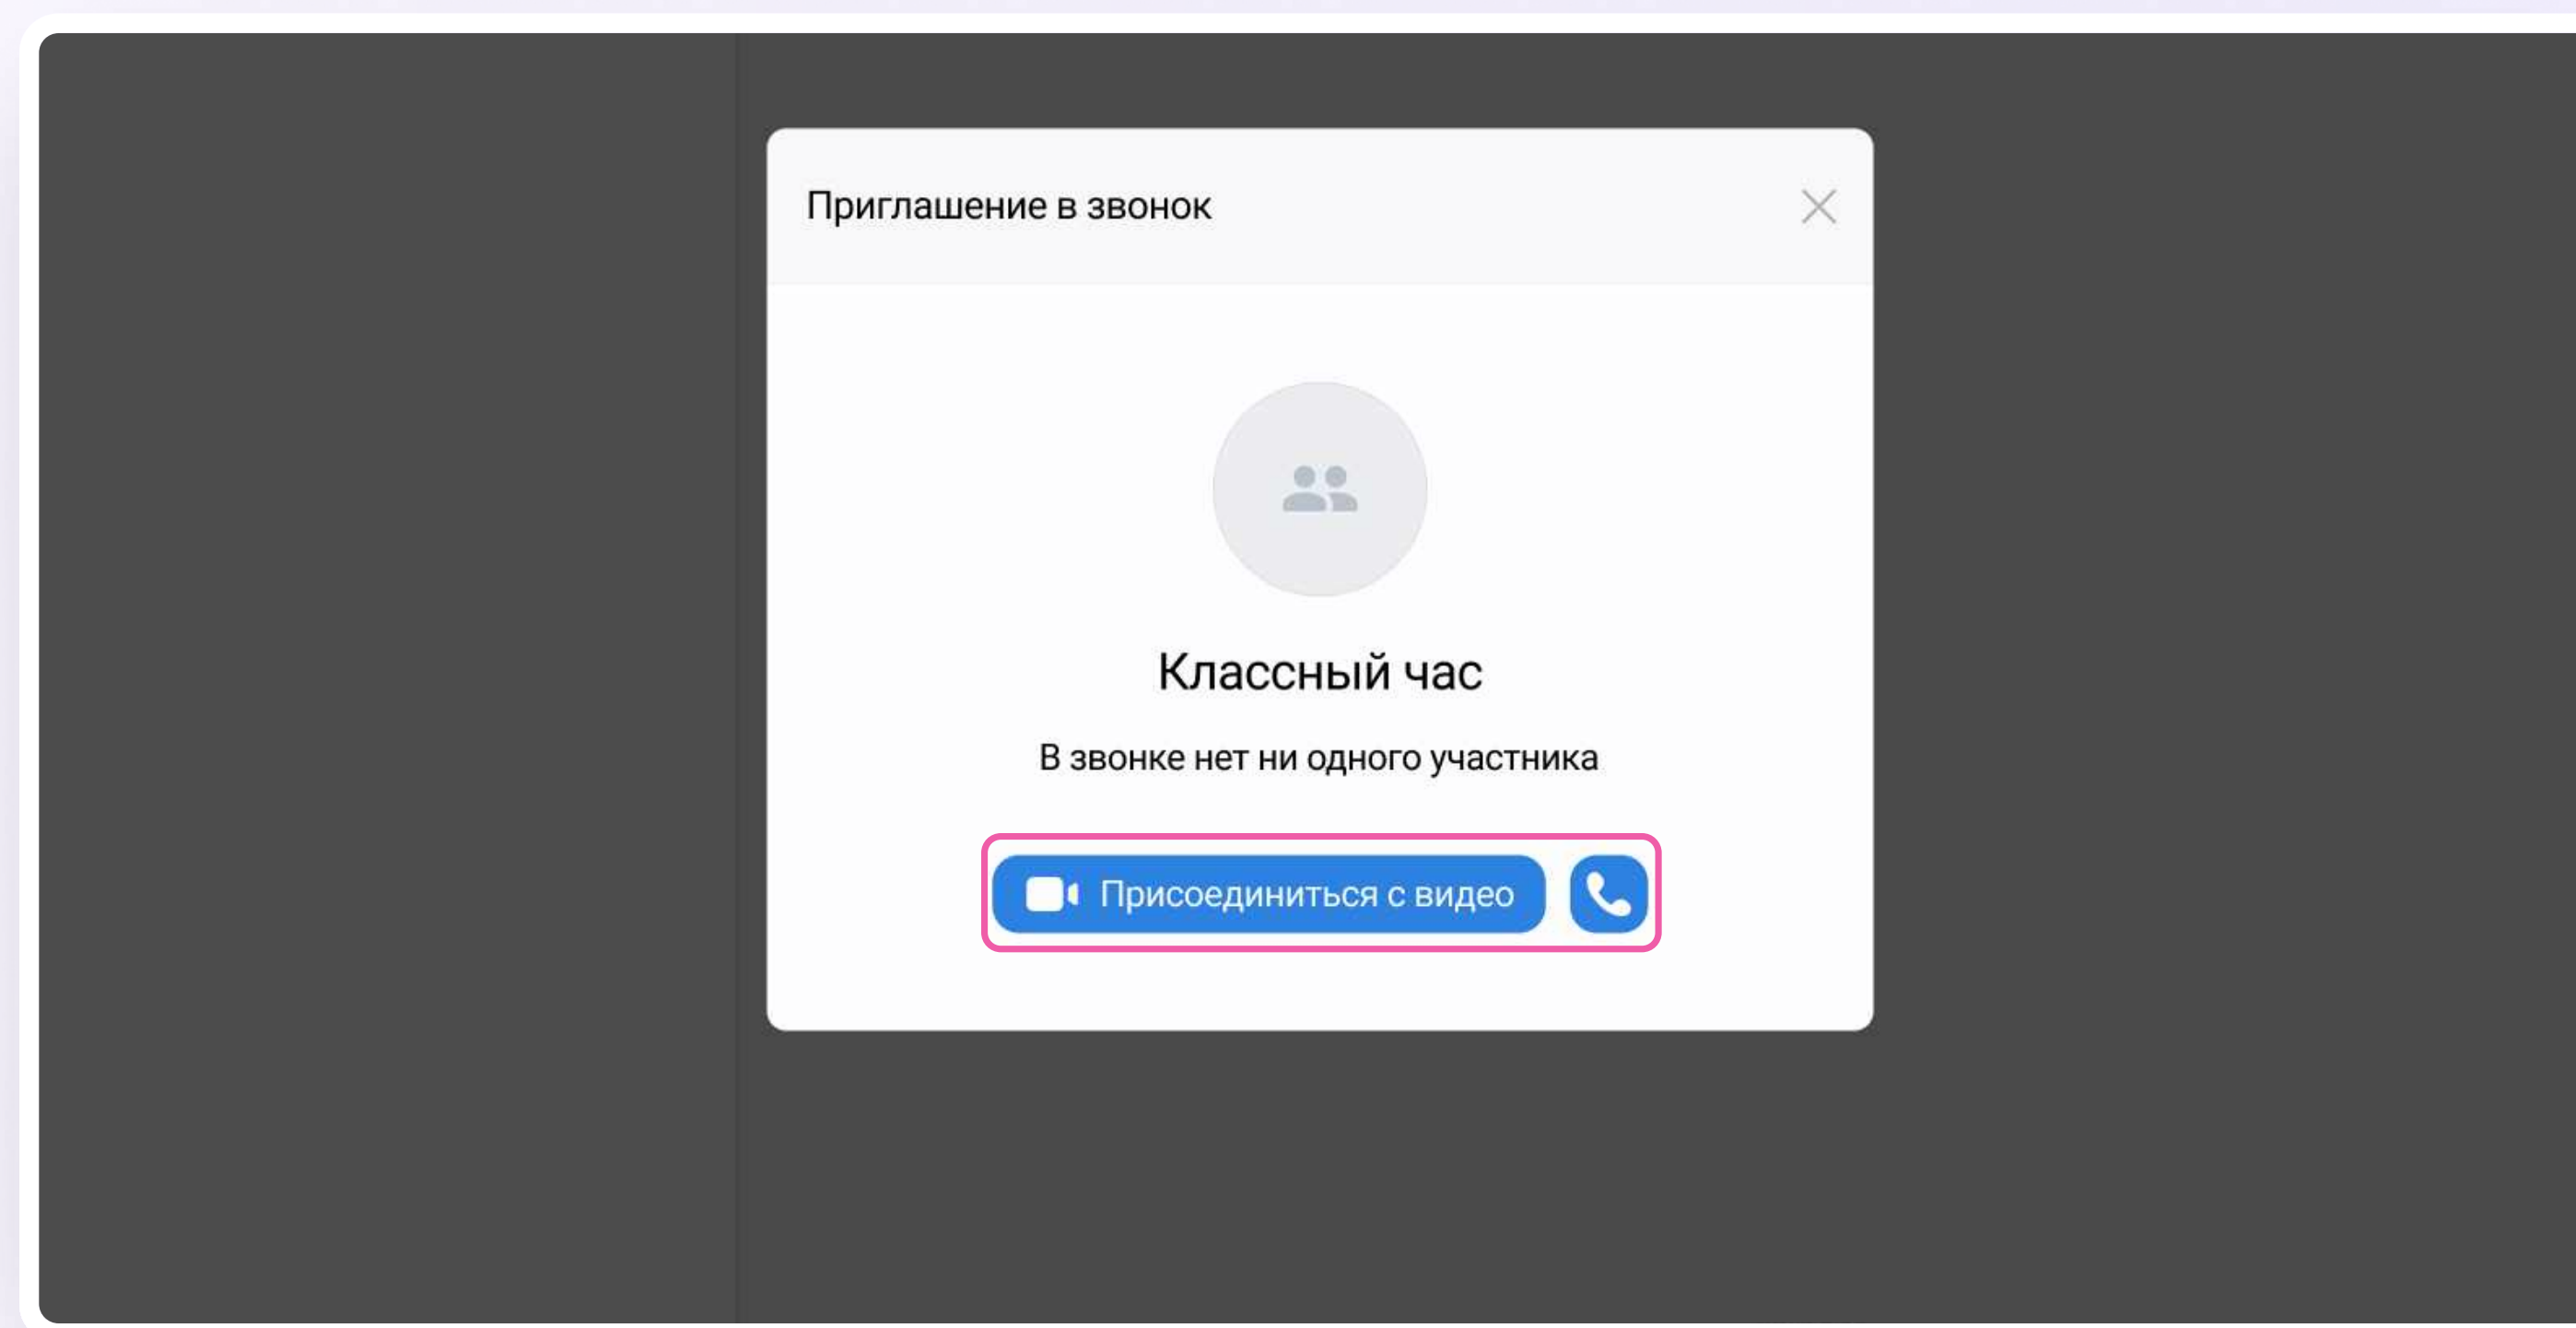 Приглашение в звонок
Классный час
В звонке нет ни одного участника
Присоединиться с видео